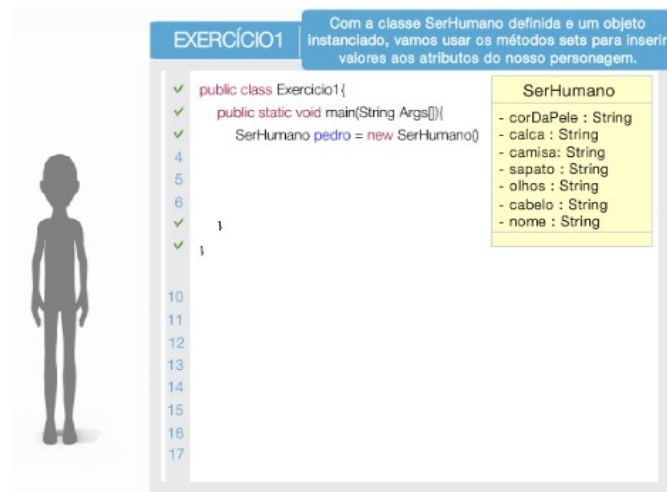 EXERCÍCIO1
Com a classe SerHumano definida e um objeto
instanciado, vamos usar os métodos sets para inserir
valores aos atributos do nosso personagem.
public class Exercicio1{
public static void main(String Args[]){
SerHumano pedro = new SerHumano()
4
5
6
}
}
10
11
12
13
14
15
16
17
SerHumano
- corDaPele : String
- calca : String
- camisa: String
- sapato : String
- olhos : String
- cabelo : String
- nome : String